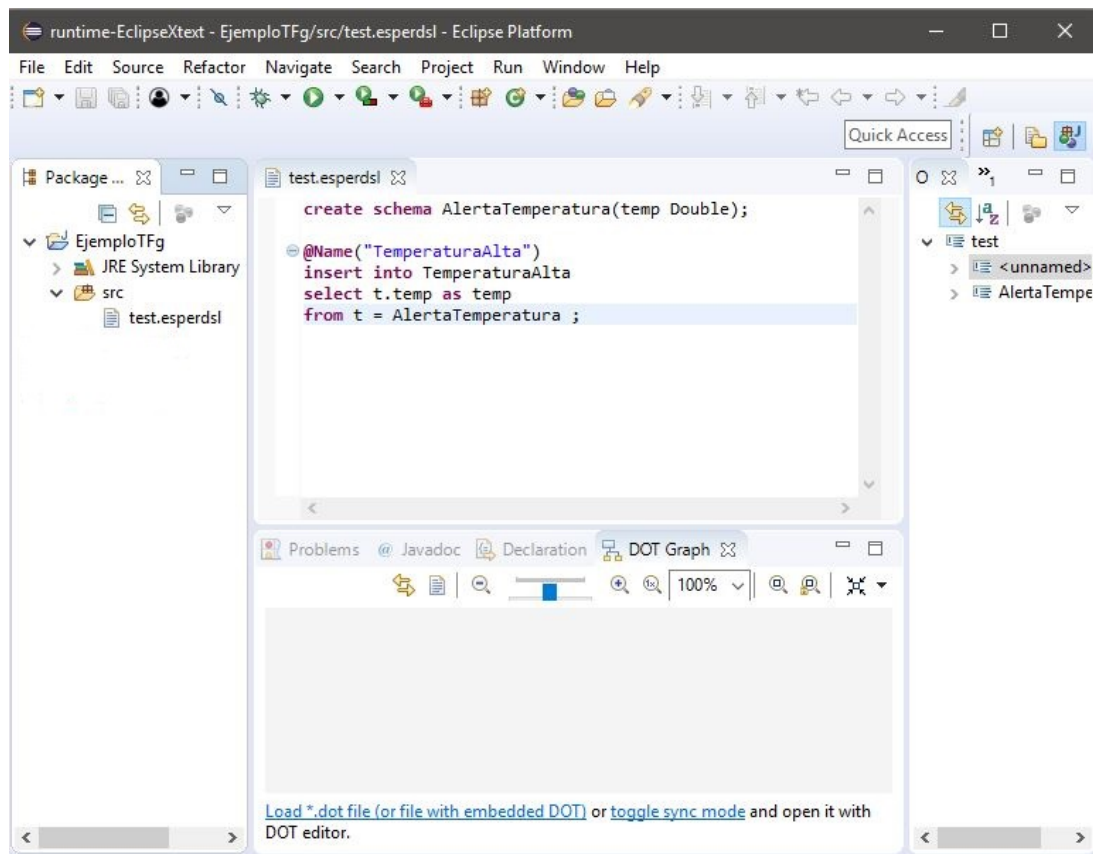 runtime-EclipseXtext - EjemploTFg/src/test.esperdsl - Eclipse Platform
File Edit Source Refactor Navigate Search Project Run Window Help
Quick Access
Package ...
EjemploTFg
JRE System Library
src
test.esperdsl
test.esperdsl
create schema AlertaTemperatura(temp Double);
@Name("TemperaturaAlta")
insert into TemperaturaAlta
select t.temp as temp
from t = AlertaTemperatura ;
Problems @ Javadoc Declaration DOT Graph
100%
Load *.dot file (or file with embedded DOT) or toggle sync mode and open it with
DOT editor.
O »1
test
<unnamed>
AlertaTempe